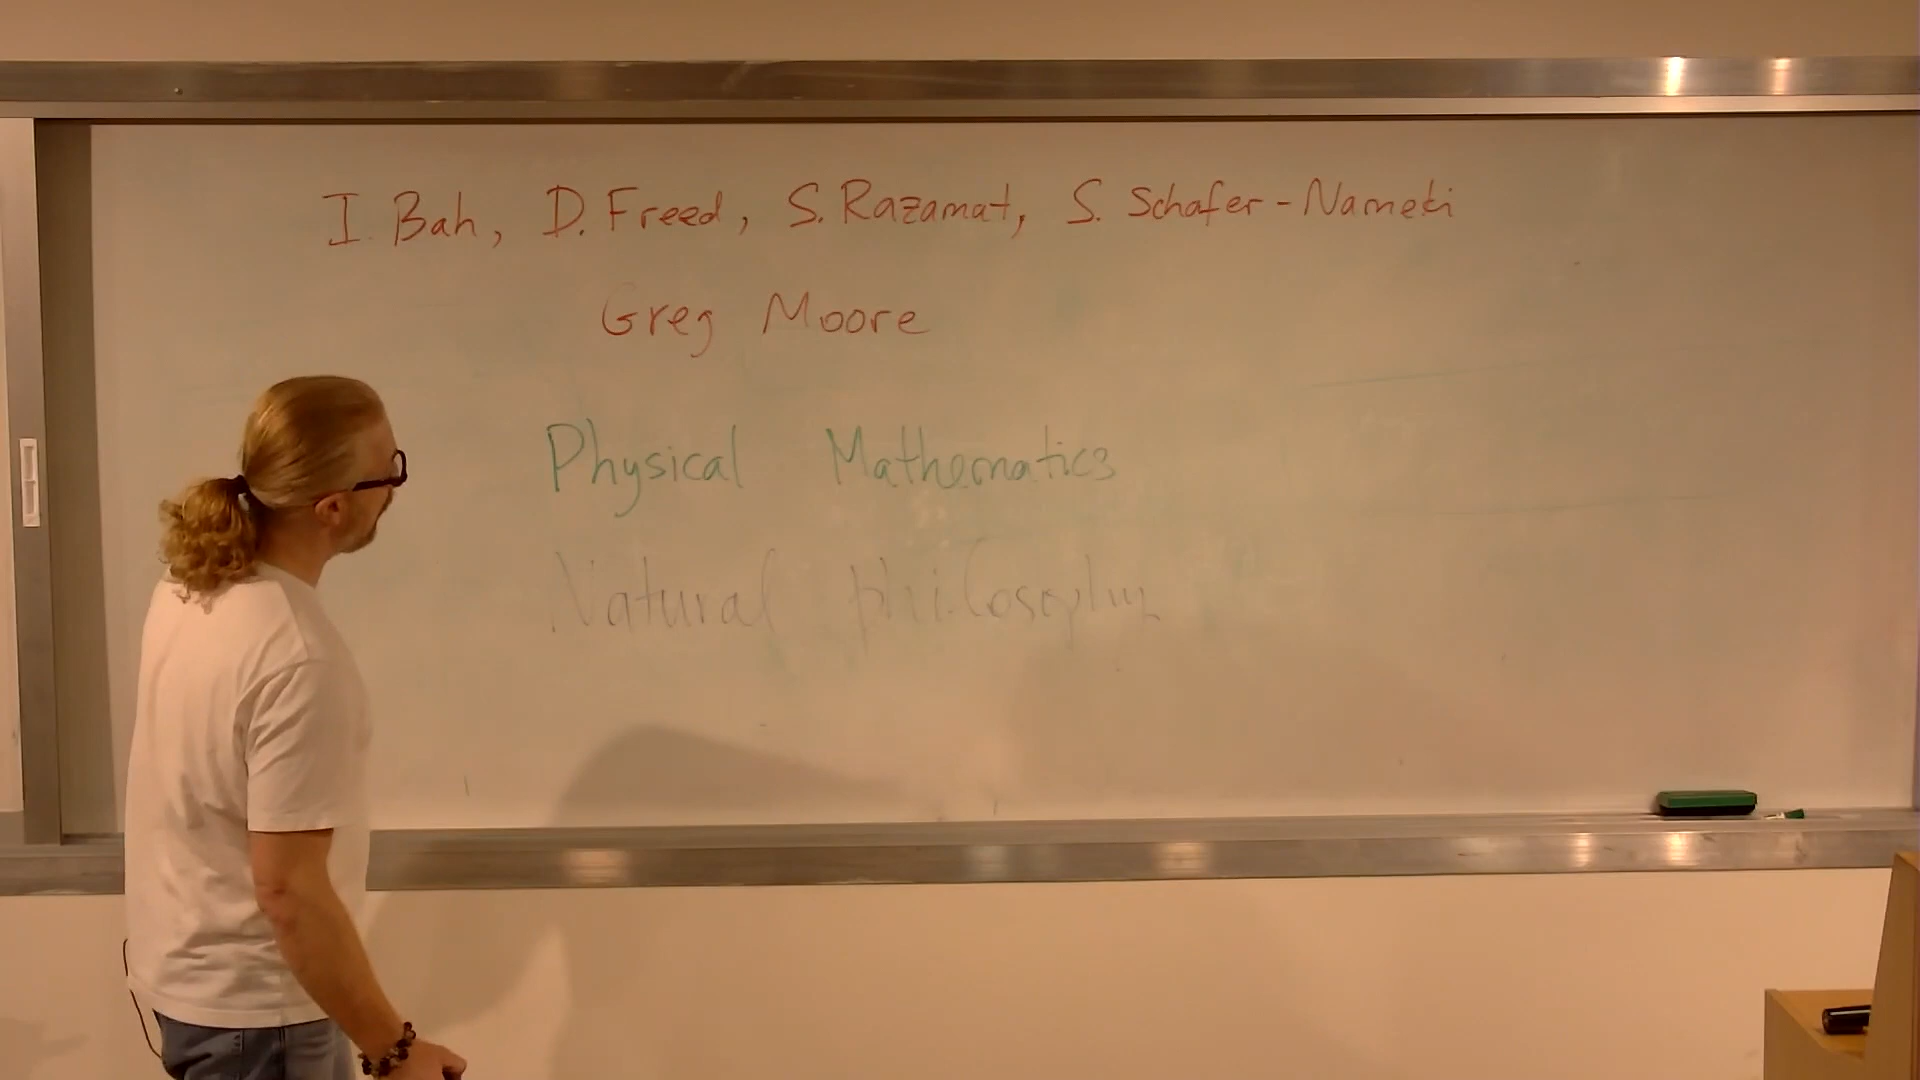 I. Bah, D. Freed, S. Razamat, S. Schafer-Nameki
Greg Moore
Physical Mathematics
Natural philosophy